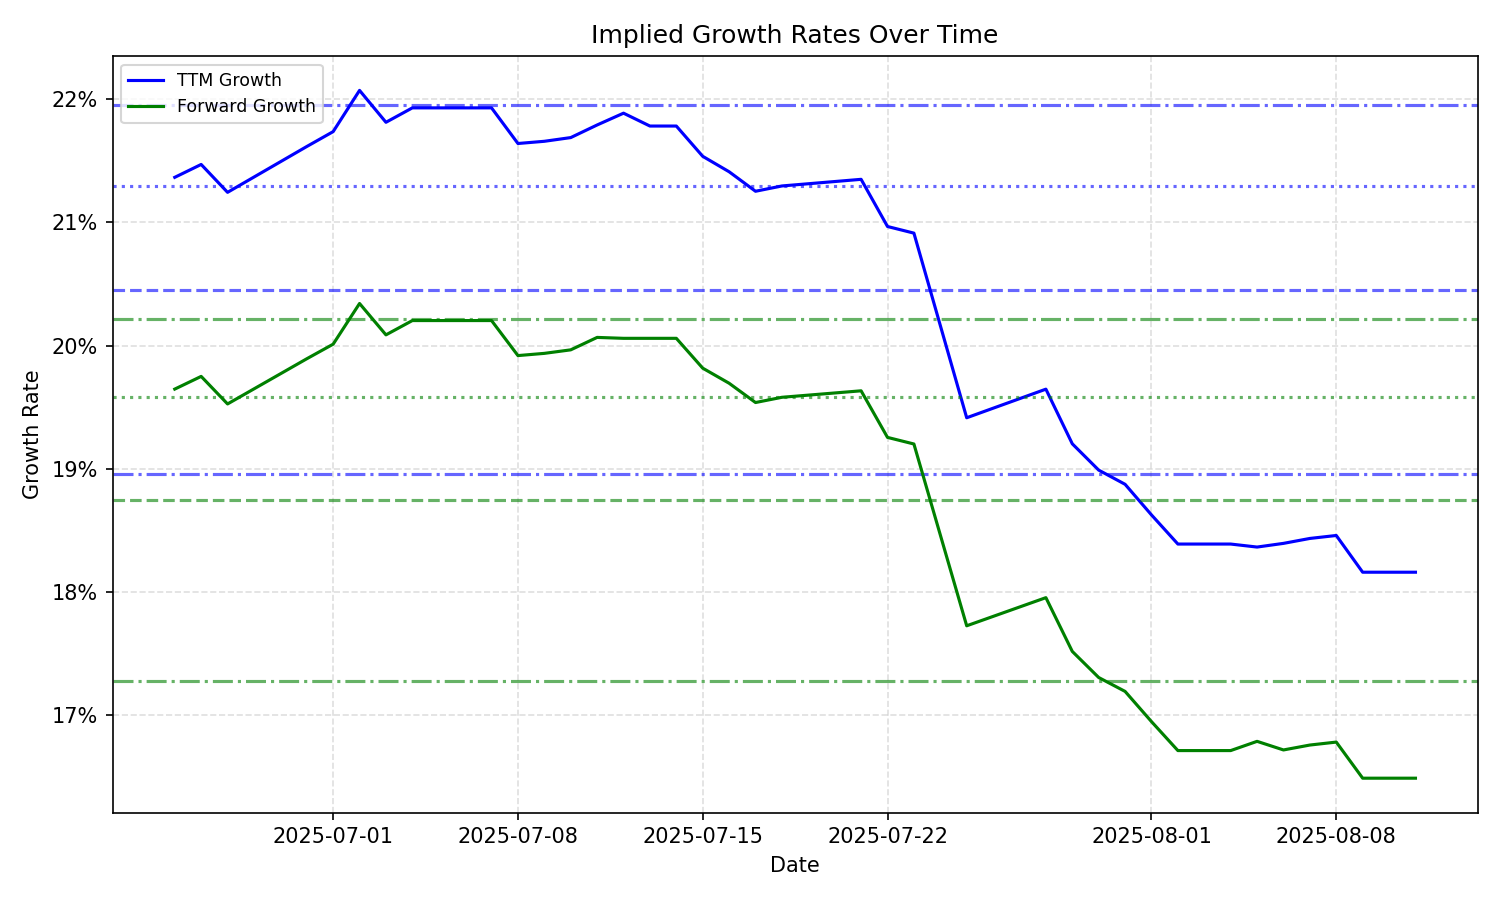 Implied Growth Rates Over Time
TTM Growth
Forward Growth
22%
21%
20%
19%
18%
17%
Growth Rate
2025-07-01 2025-07-08 2025-07-15 2025-07-22 2025-08-01 2025-08-08
Date